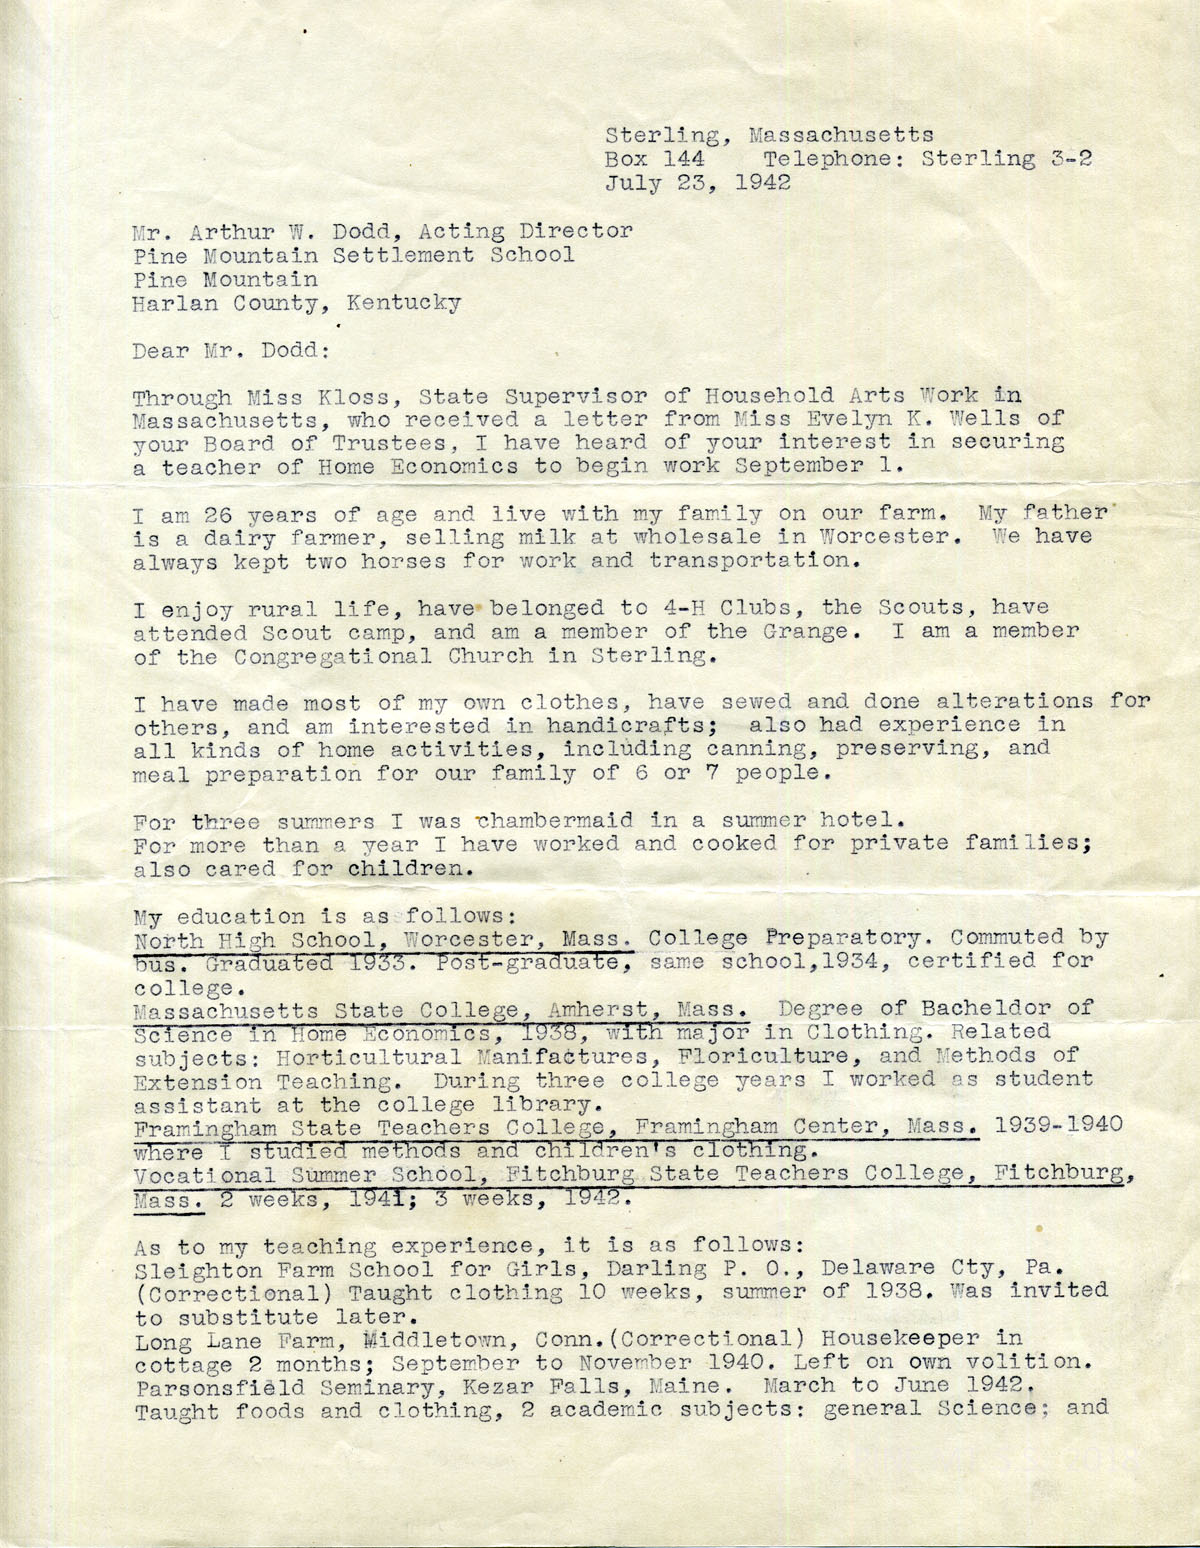 Sterling, Massachusetts
Box 144    Telephone: Sterling 3-2
July 23, 1942
Mr. Arthur W. Dodd, Acting Director
Pine Mountain Settlement School
Pine Mountain
Harlan County, Kentucky
Dear Mr. Dodd:
Through Miss Kloss, State Supervisor of Household Arts Work in
Massachusetts, who received a letter from Miss Evelyn K. Wells of
your Board of Trustees, I have heard of your interest in securing
a teacher of Home Economics to begin work September 1.
I am 26 years of age and live with my family on our farm.  My father
is a dairy farmer, selling milk at wholesale in Worcester.  We have
always kept two horses for work and transportation.
I enjoy rural life, have belonged to 4-H Clubs, the Scouts, have
attended Scout camp, and am a member of the Grange.  I am a member
of the Congregational Church in Sterling.
I have made most of my own clothes, have sewed and done alterations for
others, and am interested in handicrafts;  also had experience in
all kinds of home activities, including canning, preserving, and
meal preparation for our family of 6 or 7 people.
For three summers I was chambermaid in a summer hotel.
For more than a year I have worked and cooked for private families;
also cared for children.
My education is as follows:
North High School, Worcester, Mass. College Preparatory. Commuted by
bus. Graduated 1933. Post-graduate, same school,1934, certified for
college.
Massachusetts State College, Amherst, Mass.  Degree of Bacheldor of
Science in Home Economics, 1938, with major in Clothing. Related
subjects: Horticultural Manifactures, Floriculture, and Methods of
Extension Teaching.  During three college years I worked as student
assistant at the college library.
Framingham State Teachers College, Framingham Center, Mass. 1939-1940
where I studied methods and children's clothing.
Vocational Summer School, Fitchburg State Teachers College, Fitchburg,
Mass. 2 weeks, 1941; 3 weeks, 1942.
As to my teaching experience, it is as follows:
Sleighton Farm School for Girls, Darling P. O., Delaware Cty, Pa.
(Correctional) Taught clothing 10 weeks, summer of 1938. Was invited
to substitute later.
Long Lane Farm, Middletown, Conn.(Correctional) Housekeeper in
cottage 2 months; September to November 1940. Left on own volition.
Parsonsfield Seminary, Kezar Falls, Maine.  March to June 1942.
Taught foods and clothing, 2 academic subjects: general Science; and